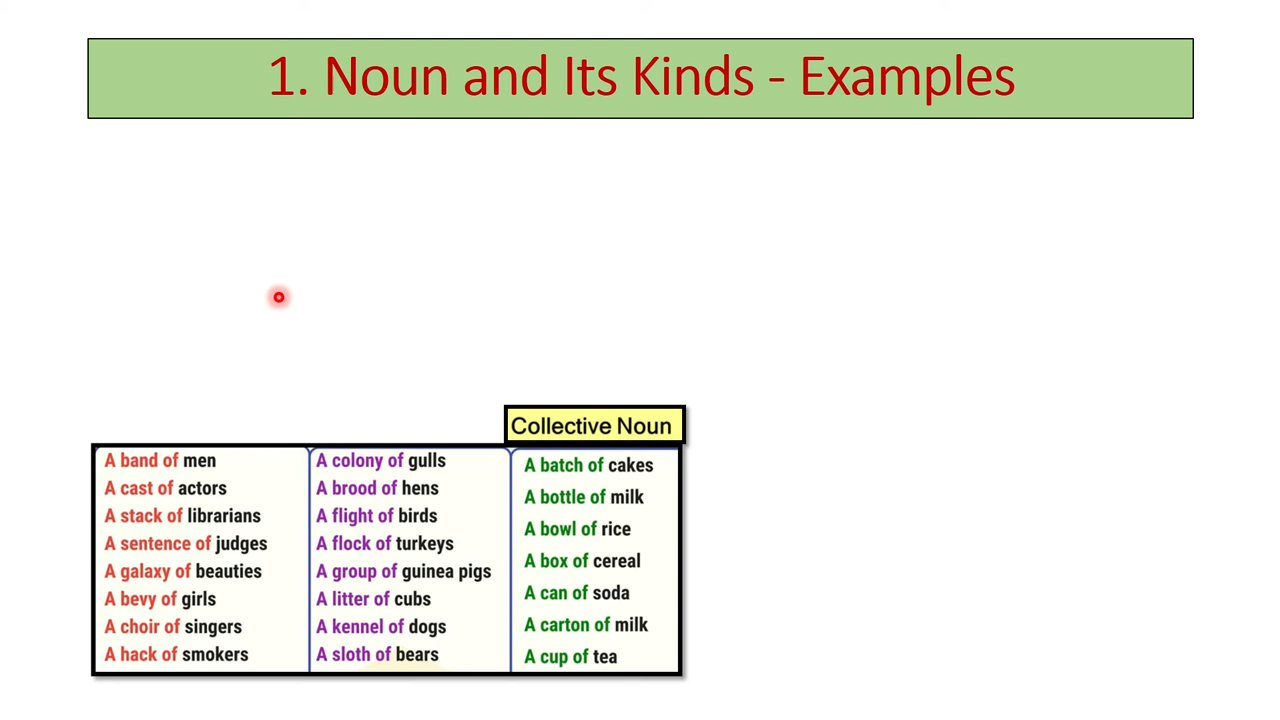 1. Noun and Its Kinds - Examples
Collective Noun
A band of men
A cast of actors
A stack of librarians
A sentence of judges
A galaxy of beauties
A bevy of girls
A choir of singers
A hack of smokers
A colony of gulls
A brood of hens
A flight of birds
A flock of turkeys
A group of guinea pigs
A litter of cubs
A kennel of dogs
A sloth of bears
A batch of cakes
A bottle of milk
A bowl of rice
A box of cereal
A can of soda
A carton of milk
A cup of tea